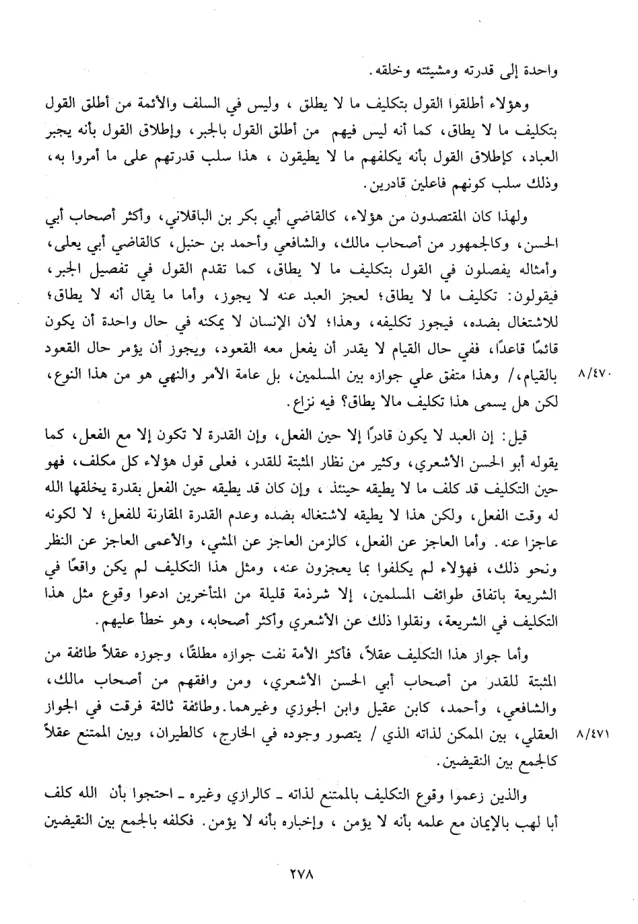 واحدة إلى قدرته ومشيئته وخلقه.
وهؤلاء أطلقوا القول بتكليف ما لا يطلق ، وليس في السلف والأئمة من أطلق القول
بتكليف ما لا يطاق، كما أنه ليس فيهم من أطلق القول بالجبر، وإطلاق القول بأنه يجبر
العباد، كإطلاق القول بأنه يكلفهم ما لا يطيقون ، هذا سلب قدرتهم على ما أمروا به،
وذلك سلب كونهم فاعلين قادرين.
ولهذا كان المقتصدون من هؤلاء، كالقاضي أبي بكر بن الباقلاني، وأكثر أصحاب أبي
الحسن، وكالجمهور من أصحاب مالك، والشافعي وأحمد بن حنبل، كالقاضي أبي يعلى،
وأمثاله يفصلون في القول بتكليف ما لا يطاق، كما تقدم القول في تفصيل الجبر،
فيقولون: تكليف ما لا يطاق؛ لعجز العبد عنه لا يجوز، وأما ما يقال أنه لا يطاق؛
للاشتغال بضده، فيجوز تكليفه، وهذا؛ لأن الإنسان لا يمكنه في حال واحدة أن يكون
قائمًا قاعدًا، ففي حال القيام لا يقدر أن يفعل معه القعود، ويجوز أن يؤمر حال القعود
بالقيام،/ وهذا متفق علي جوازه بين المسلمين، بل عامة الأمر والنهي هو من هذا النوع، ٨/٤٧٠
لكن هل يسمى هذا تكليف مالا يطاق؟ فيه نزاع.
قيل: إن العبد لا يكون قادرًا إلا حين الفعل، وإن القدرة لا تكون إلا مع الفعل، كما
يقوله أبو الحسن الأشعري، وكثير من نظار المثبتة للقدر، فعلى قول هؤلاء كل مكلف، فهو
حين التكليف قد كلف ما لا يطيقه حينئذ ، وإن كان قد يطيقه حين الفعل بقدرة يخلقها الله
له وقت الفعل، ولكن هذا لا يطيقه لاشتغاله بضده وعدم القدرة المقارنة للفعل؛ لا لكونه
عاجزا عنه. وأما العاجز عن الفعل، كالزمن العاجز عن المشي، والأعمى العاجز عن النظر
ونحو ذلك، فهؤلاء لم يكلفوا بما يعجزون عنه، ومثل هذا التكليف لم يكن واقعًا في
الشريعة باتفاق طوائف المسلمين، إلا شرذمة قليلة من المتأخرين ادعوا وقوع مثل هذا
التكليف في الشريعة، ونقلوا ذلك عن الأشعري وأكثر أصحابه، وهو خطأ عليهم.
وأما جواز هذا التكليف عقلاً، فأكثر الأمة نفت جوازه مطلقًا، وجوزه عقلاً طائفة من
المثبتة للقدر من أصحاب أبي الحسن الأشعري، ومن وافقهم من أصحاب مالك،
والشافعي، وأحمد، كابن عقيل وابن الجوزي وغيرهما.وطائفة ثالثة فرقت في الجواز
العقلي، بين الممكن لذاته الذي / يتصور وجوده في الخارج، كالطيران، وبين الممتنع عقلاً ٨/٤٧١
كالجمع بين النقيضين.
والذين زعموا وقوع التكليف بالممتنع لذاته ـ كالرازي وغيره ـ احتجوا بأن الله كلف
أبا لهب بالإيمان مع علمه بأنه لا يؤمن ، وإخباره بأنه لا يؤمن. فكلفه بالجمع بين النقيضين
٢٧٨